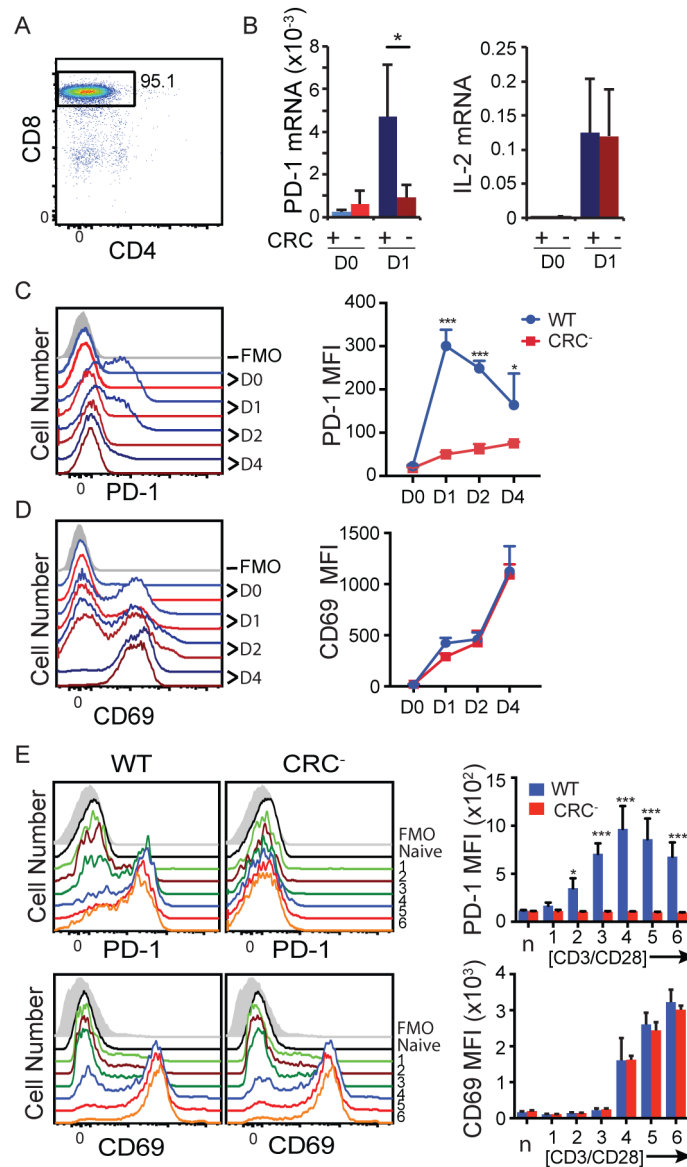 A
95.1
CD8
0
0
CD4
B
PD-1 mRNA (x10⁻³)
8
6
4
2
0
*
CRC + - + -
D0 D1
IL-2 mRNA
0.25
0.2
0.15
0.1
0.05
0
+ - + -
D0 D1
C
Cell Number
FMO
D0
D1
D2
D4
0
PD-1
PD-1 MFI
400
300
200
100
0
*** *** *
WT
CRC⁻
D0 D1 D2 D4
D
Cell Number
FMO
D0
D1
D2
D4
0
CD69
CD69 MFI
1500
1000
500
0
D0 D1 D2 D4
E
WT CRC⁻
Cell Number
FMO
Naive
1
2
3
4
5
6
0 0
PD-1 PD-1
PD-1 MFI (x10²)
15
10
5
0
WT
CRC⁻
* *** *** *** ***
n 1 2 3 4 5 6
[CD3/CD28]
Cell Number
FMO
Naive
1
2
3
4
5
6
0 0
CD69 CD69
CD69 MFI (x10³)
4
3
2
1
0
n 1 2 3 4 5 6
[CD3/CD28]